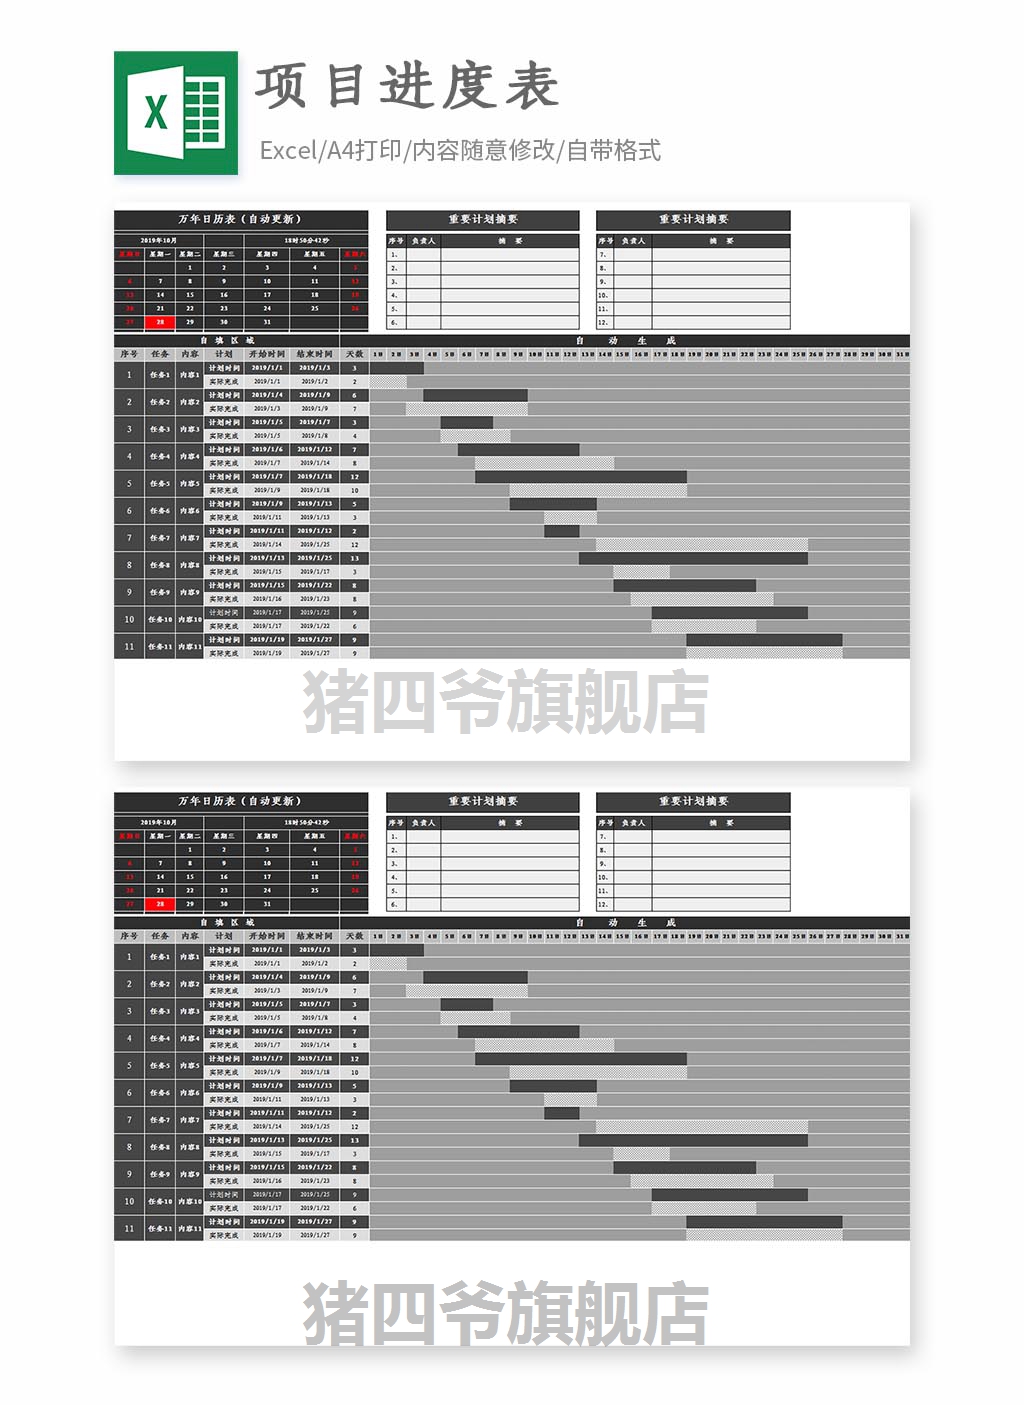 项目进度表
Excel/A4打印/内容随意修改/自带格式
万年日历表（自动更新） 重要计划摘要 重要计划摘要
2019年10月 18时50分42秒 序号 负责人 摘 要 序号 负责人 摘 要
星期日 星期一 星期二 星期三 星期四 星期五 星期六 1、 7、
1 2 3 4 5 2、 8、
6 7 8 9 10 11 12 3、 9、
13 14 15 16 17 18 19 4、 10、
20 21 22 23 24 25 26 5、 11、
27 28 29 30 31 6、 12、
自 填 区 域 自 动 生 成
序号 任务 内容 计划 开始时间 结束时间 天数 1日 2日 3日 4日 5日 6日 7日 8日 9日 10日 11日 12日 13日 14日 15日 16日 17日 18日 19日 20日 21日 22日 23日 24日 25日 26日 27日 28日 29日 30日 31日
1 任务1 内容1 计划时间 2019/1/1 2019/1/3 3
实际完成 2019/1/1 2019/1/2 2
2 任务2 内容2 计划时间 2019/1/4 2019/1/9 6
实际完成 2019/1/3 2019/1/9 7
3 任务3 内容3 计划时间 2019/1/5 2019/1/7 3
实际完成 2019/1/5 2019/1/8 4
4 任务4 内容4 计划时间 2019/1/6 2019/1/12 7
实际完成 2019/1/7 2019/1/14 8
5 任务5 内容5 计划时间 2019/1/7 2019/1/18 12
实际完成 2019/1/9 2019/1/18 10
6 任务6 内容6 计划时间 2019/1/9 2019/1/13 5
实际完成 2019/1/11 2019/1/13 3
7 任务7 内容7 计划时间 2019/1/11 2019/1/12 2
实际完成 2019/1/14 2019/1/25 12
8 任务8 内容8 计划时间 2019/1/13 2019/1/25 13
实际完成 2019/1/15 2019/1/17 3
9 任务9 内容9 计划时间 2019/1/15 2019/1/22 8
实际完成 2019/1/16 2019/1/23 8
10 任务10 内容10 计划时间 2019/1/17 2019/1/25 9
实际完成 2019/1/17 2019/1/22 6
11 任务11 内容11 计划时间 2019/1/19 2019/1/27 9
实际完成 2019/1/19 2019/1/27 9
猪四爷旗舰店
万年日历表（自动更新） 重要计划摘要 重要计划摘要
2019年10月 18时50分42秒 序号 负责人 摘 要 序号 负责人 摘 要
星期日 星期一 星期二 星期三 星期四 星期五 星期六 1、 7、
1 2 3 4 5 2、 8、
6 7 8 9 10 11 12 3、 9、
13 14 15 16 17 18 19 4、 10、
20 21 22 23 24 25 26 5、 11、
27 28 29 30 31 6、 12、
自 填 区 域 自 动 生 成
序号 任务 内容 计划 开始时间 结束时间 天数 1日 2日 3日 4日 5日 6日 7日 8日 9日 10日 11日 12日 13日 14日 15日 16日 17日 18日 19日 20日 21日 22日 23日 24日 25日 26日 27日 28日 29日 30日 31日
1 任务1 内容1 计划时间 2019/1/1 2019/1/3 3
实际完成 2019/1/1 2019/1/2 2
2 任务2 内容2 计划时间 2019/1/4 2019/1/9 6
实际完成 2019/1/3 2019/1/9 7
3 任务3 内容3 计划时间 2019/1/5 2019/1/7 3
实际完成 2019/1/5 2019/1/8 4
4 任务4 内容4 计划时间 2019/1/6 2019/1/12 7
实际完成 2019/1/7 2019/1/14 8
5 任务5 内容5 计划时间 2019/1/7 2019/1/18 12
实际完成 2019/1/9 2019/1/18 10
6 任务6 内容6 计划时间 2019/1/9 2019/1/13 5
实际完成 2019/1/11 2019/1/13 3
7 任务7 内容7 计划时间 2019/1/11 2019/1/12 2
实际完成 2019/1/14 2019/1/25 12
8 任务8 内容8 计划时间 2019/1/13 2019/1/25 13
实际完成 2019/1/15 2019/1/17 3
9 任务9 内容9 计划时间 2019/1/15 2019/1/22 8
实际完成 2019/1/16 2019/1/23 8
10 任务10 内容10 计划时间 2019/1/17 2019/1/25 9
实际完成 2019/1/17 2019/1/22 6
11 任务11 内容11 计划时间 2019/1/19 2019/1/27 9
实际完成 2019/1/19 2019/1/27 9
猪四爷旗舰店